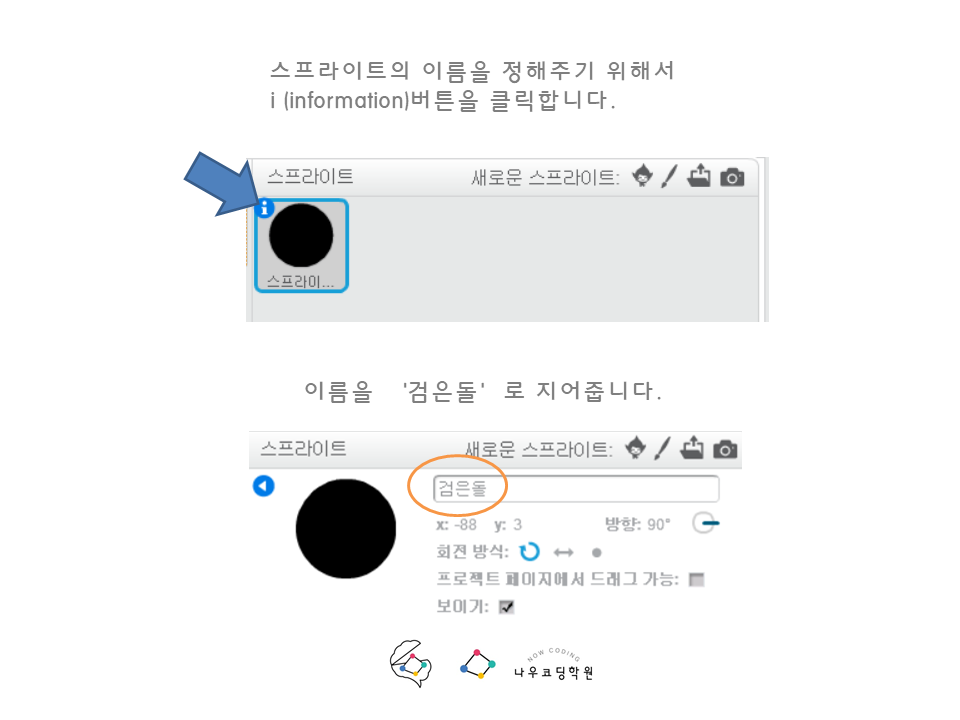 스프라이트의 이름을 정해주기 위해서
i (information)버튼을 클릭합니다.
스프라이트 새로운 스프라이트:
스프라이...
이름을 '검은돌' 로 지어줍니다.
스프라이트 새로운 스프라이트:
검은돌
x: -88 y: 3 방향: 90°
회전 방식:
프로젝트 페이지에서 드래그 가능:
보이기:
NOW CODING
나우코딩학원